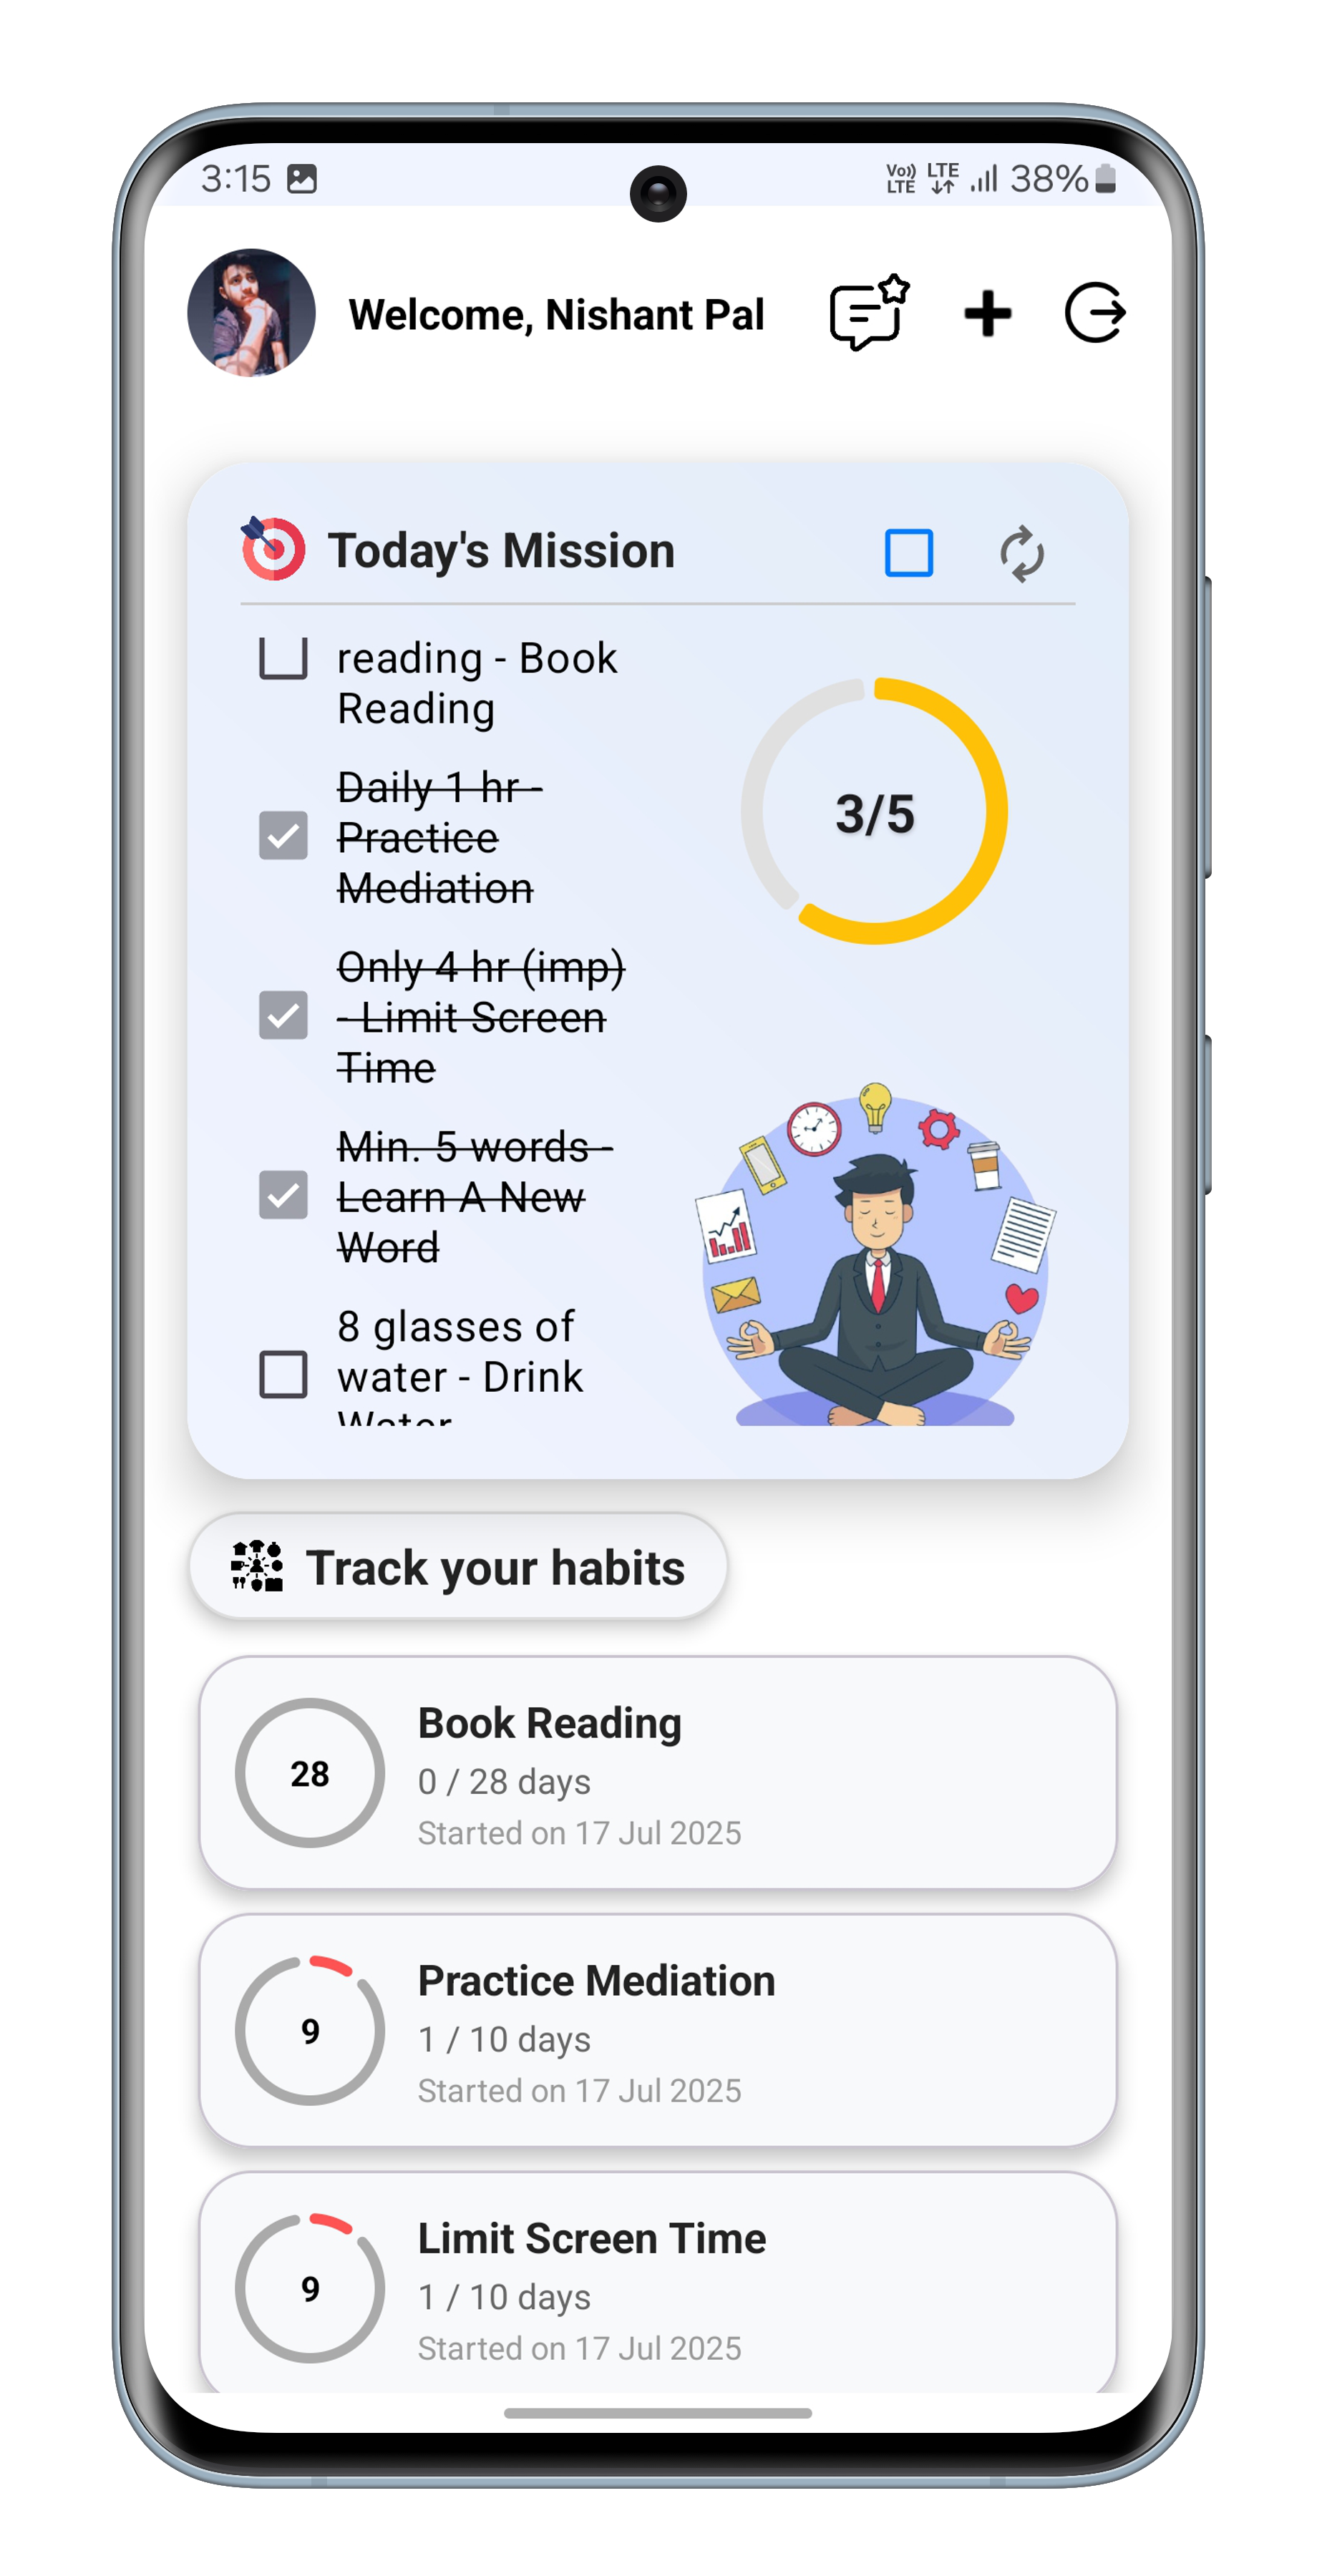 3:15
Vo)) LTE
LTE
38%
Welcome, Nishant Pal
Today's Mission
reading - Book
Reading
Daily 1 hr -
Practice
Mediation
Only 4 hr (imp)
- Limit Screen
Time
Min. 5 words -
Learn A New
Word
8 glasses of
water - Drink
Water
3/5
Track your habits
28
Book Reading
0 / 28 days
Started on 17 Jul 2025
9
Practice Mediation
1 / 10 days
Started on 17 Jul 2025
9
Limit Screen Time
1 / 10 days
Started on 17 Jul 2025